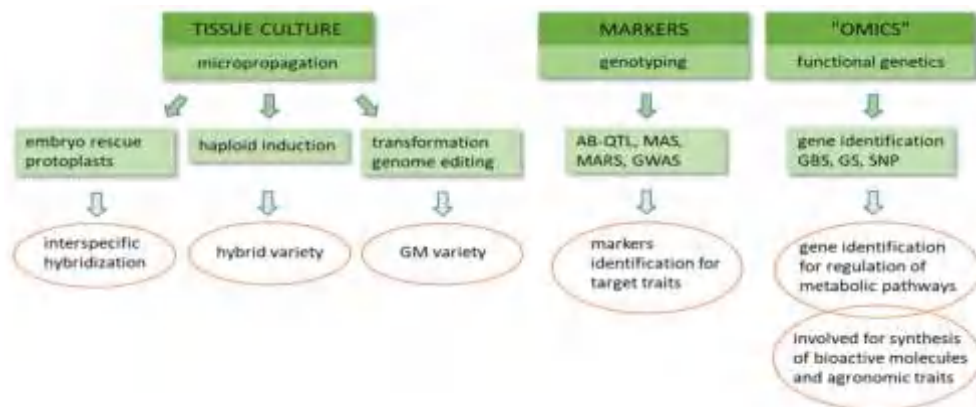 TISSUE CULTURE
micropropagation
embryo rescue
protoplasts
haploid induction
transformation
genome editing
interspecific
hybridization
hybrid variety
GM variety
MARKERS
genotyping
AB-QTL, MAS,
MARS, GWAS
markers
identification for
target traits
"OMICS"
functional genetics
gene identification
GBS, GS, SNP
gene identification
for regulation of
metabolic pathways
involved for synthesis
of bioactive molecules
and agronomic traits